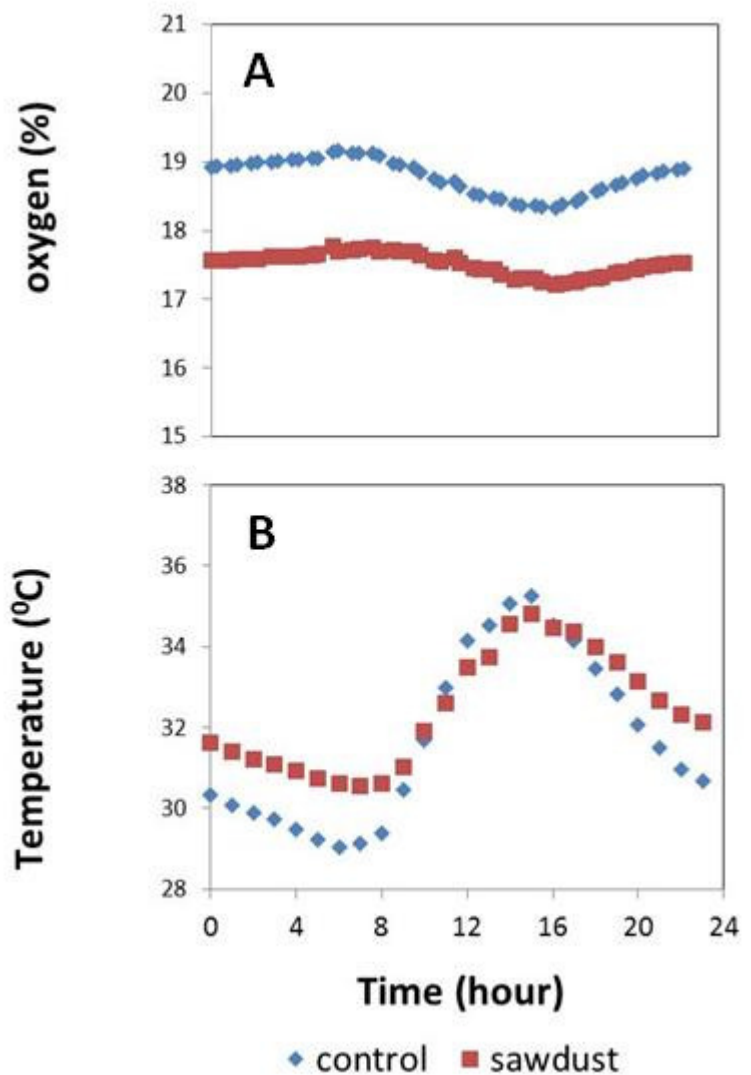 A
oxygen (%)
21
20
19
18
17
16
15
B
Temperature (⁰C)
38
36
34
32
30
28
0 4 8 12 16 20 24
Time (hour)
control sawdust